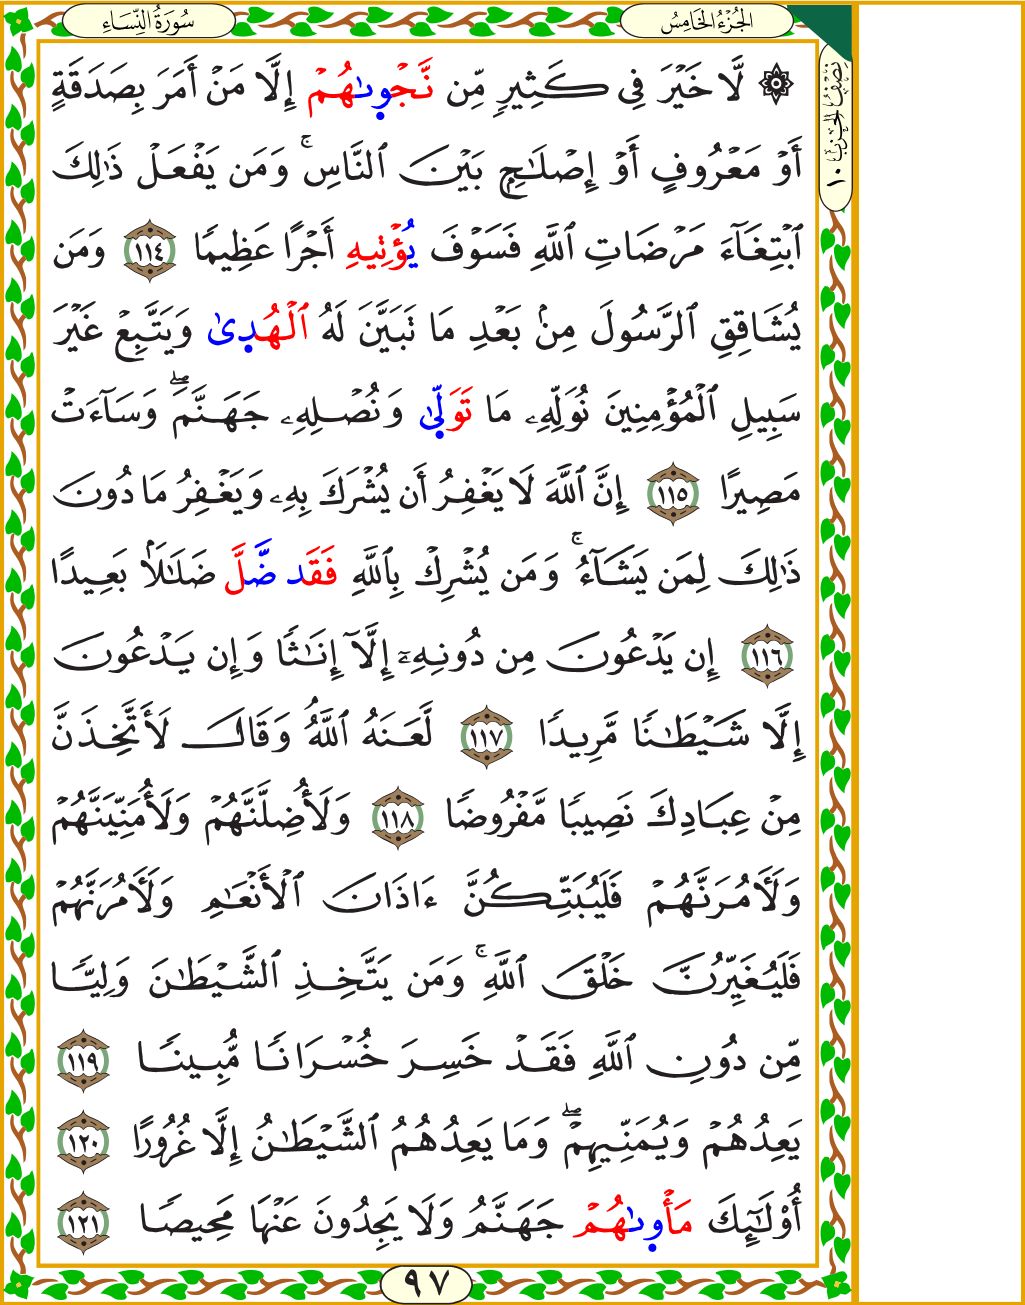 سُورَةُ النِّسَاءِ
الجُزْءُ الخَامِسُ
نِصْفُ الحِزْبِ ١٠
۞ لَّا خَيْرَ فِى كَثِيرٍ مِّن نَّجْوىٰهُمْ إِلَّا مَنْ أَمَرَ بِصَدَقَةٍ
أَوْ مَعْرُوفٍ أَوْ إِصْلَٰحٍۭ بَيْنَ ٱلنَّاسِۚ وَمَن يَفْعَلْ ذَٰلِكَ
ٱبْتِغَآءَ مَرْضَاتِ ٱللَّهِ فَسَوْفَ يُؤْتِيهِ أَجْرًا عَظِيمًا ١١٤ وَمَن
يُشَاقِقِ ٱلرَّسُولَ مِنۢ بَعْدِ مَا تَبَيَّنَ لَهُ ٱلْهُدىٰ وَيَتَّبِعْ غَيْرَ
سَبِيلِ ٱلْمُؤْمِنِينَ نُوَلِّهِۦ مَا تَوَلّىٰ وَنُصْلِهِۦ جَهَنَّمَۖ وَسَآءَتْ
مَصِيرًا ١١٥ إِنَّ ٱللَّهَ لَا يَغْفِرُ أَن يُشْرَكَ بِهِۦ وَيَغْفِرُ مَا دُونَ
ذَٰلِكَ لِمَن يَشَآءُۚ وَمَن يُشْرِكْ بِٱللَّهِ فَقَد ضَّلَّ ضَلَٰلًۢا بَعِيدًا
١١٦ إِن يَدْعُونَ مِن دُونِهِۦٓ إِلَّآ إِنَٰثًا وَإِن يَدْعُونَ
إِلَّا شَيْطَٰنًا مَّرِيدًا ١١٧ لَّعَنَهُ ٱللَّهُۘ وَقَالَ لَأَتَّخِذَنَّ
مِنْ عِبَادِكَ نَصِيبًا مَّفْرُوضًا ١١٨ وَلَأُضِلَّنَّهُمْ وَلَأُمَنِّيَنَّهُمْ
وَلَءَامُرَنَّهُمْ فَلَيُبَتِّكُنَّ ءَاذَانَ ٱلْأَنْعَٰمِ وَلَءَامُرَنَّهُمْ
فَلَيُغَيِّرُنَّ خَلْقَ ٱللَّهِۚ وَمَن يَتَّخِذِ ٱلشَّيْطَٰنَ وَلِيًّا
مِّن دُونِ ٱللَّهِ فَقَدْ خَسِرَ خُسْرَانًا مُّبِينًا ١١٩
يَعِدُهُمْ وَيُمَنِّيهِمْۖ وَمَا يَعِدُهُمُ ٱلشَّيْطَٰنُ إِلَّا غُرُورًا ١٢٠
أُو۟لَٰٓئِكَ مَأْوىٰهُمْ جَهَنَّمُ وَلَا يَجِدُونَ عَنْهَا مَحِيصًا ١٢١
٩٧